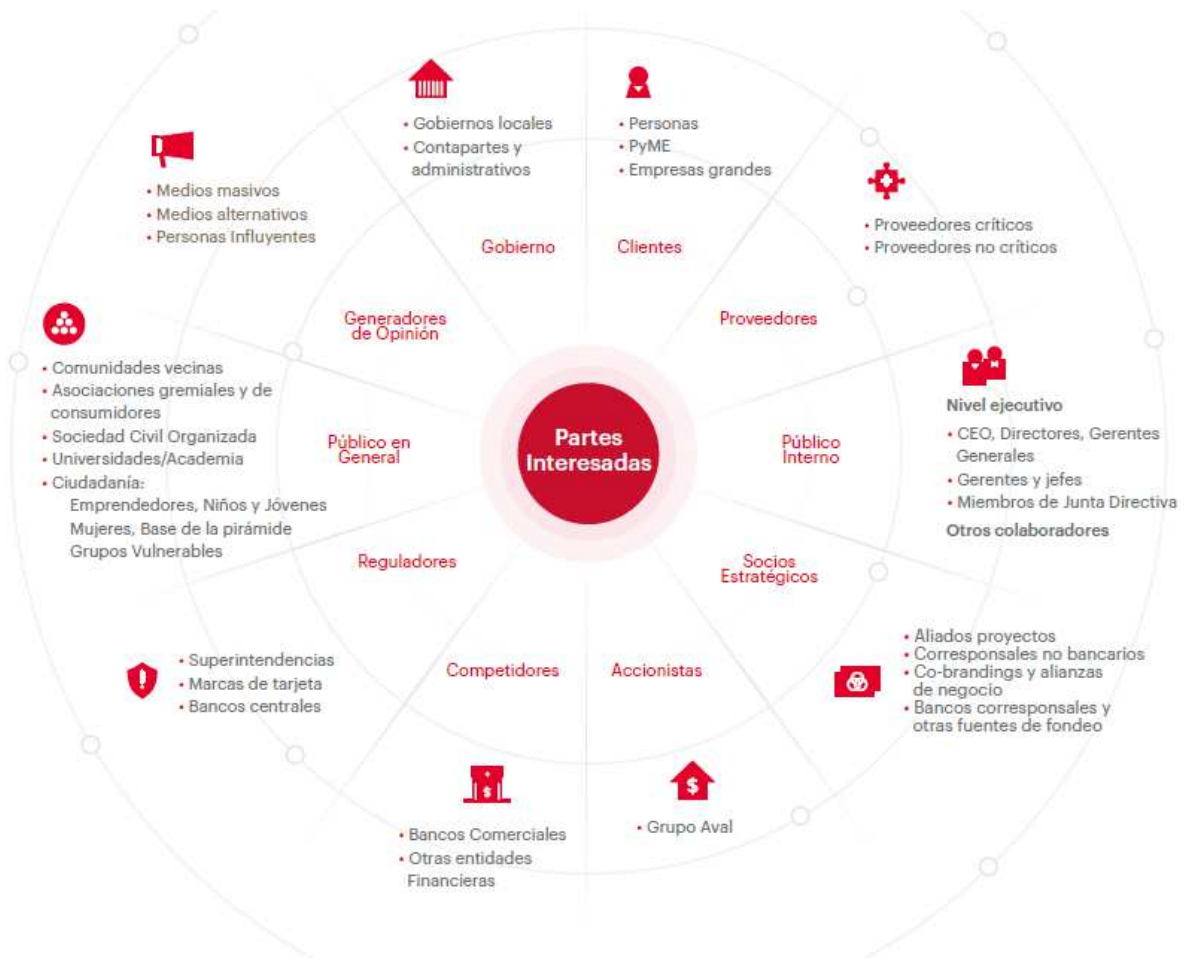 • Gobiernos locales
• Contapartes y
administrativos
Gobierno
• Personas
• PyME
• Empresas grandes
Clientes
• Proveedores críticos
• Proveedores no críticos
Proveedores
Nivel ejecutivo
• CEO, Directores, Gerentes
Generales
• Gerentes y jefes
• Miembros de Junta Directiva
Otros colaboradores
Público
Interno
• Aliados proyectos
• Corresponsales no bancarios
• Co-brandings y alianzas
de negocio
• Bancos corresponsales y
otras fuentes de fondeo
Socios
Estratégicos
Accionistas
$
• Grupo Aval
Competidores
$
• Bancos Comerciales
• Otras entidades
Financieras
Reguladores
• Superintendencias
• Marcas de tarjeta
• Bancos centrales
Público en
General
• Comunidades vecinas
• Asociaciones gremiales y de
consumidores
• Sociedad Civil Organizada
• Universidades/Academia
• Ciudadanía:
Emprendedores, Niños y Jóvenes
Mujeres, Base de la pirámide
Grupos Vulnerables
Generadores
de Opinión
• Medios masivos
• Medios alternativos
• Personas Influyentes
Partes
Interesadas